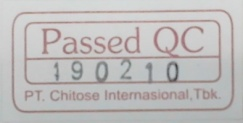 Passed QC
190210
PT. Chitose Internasional,Tbk.